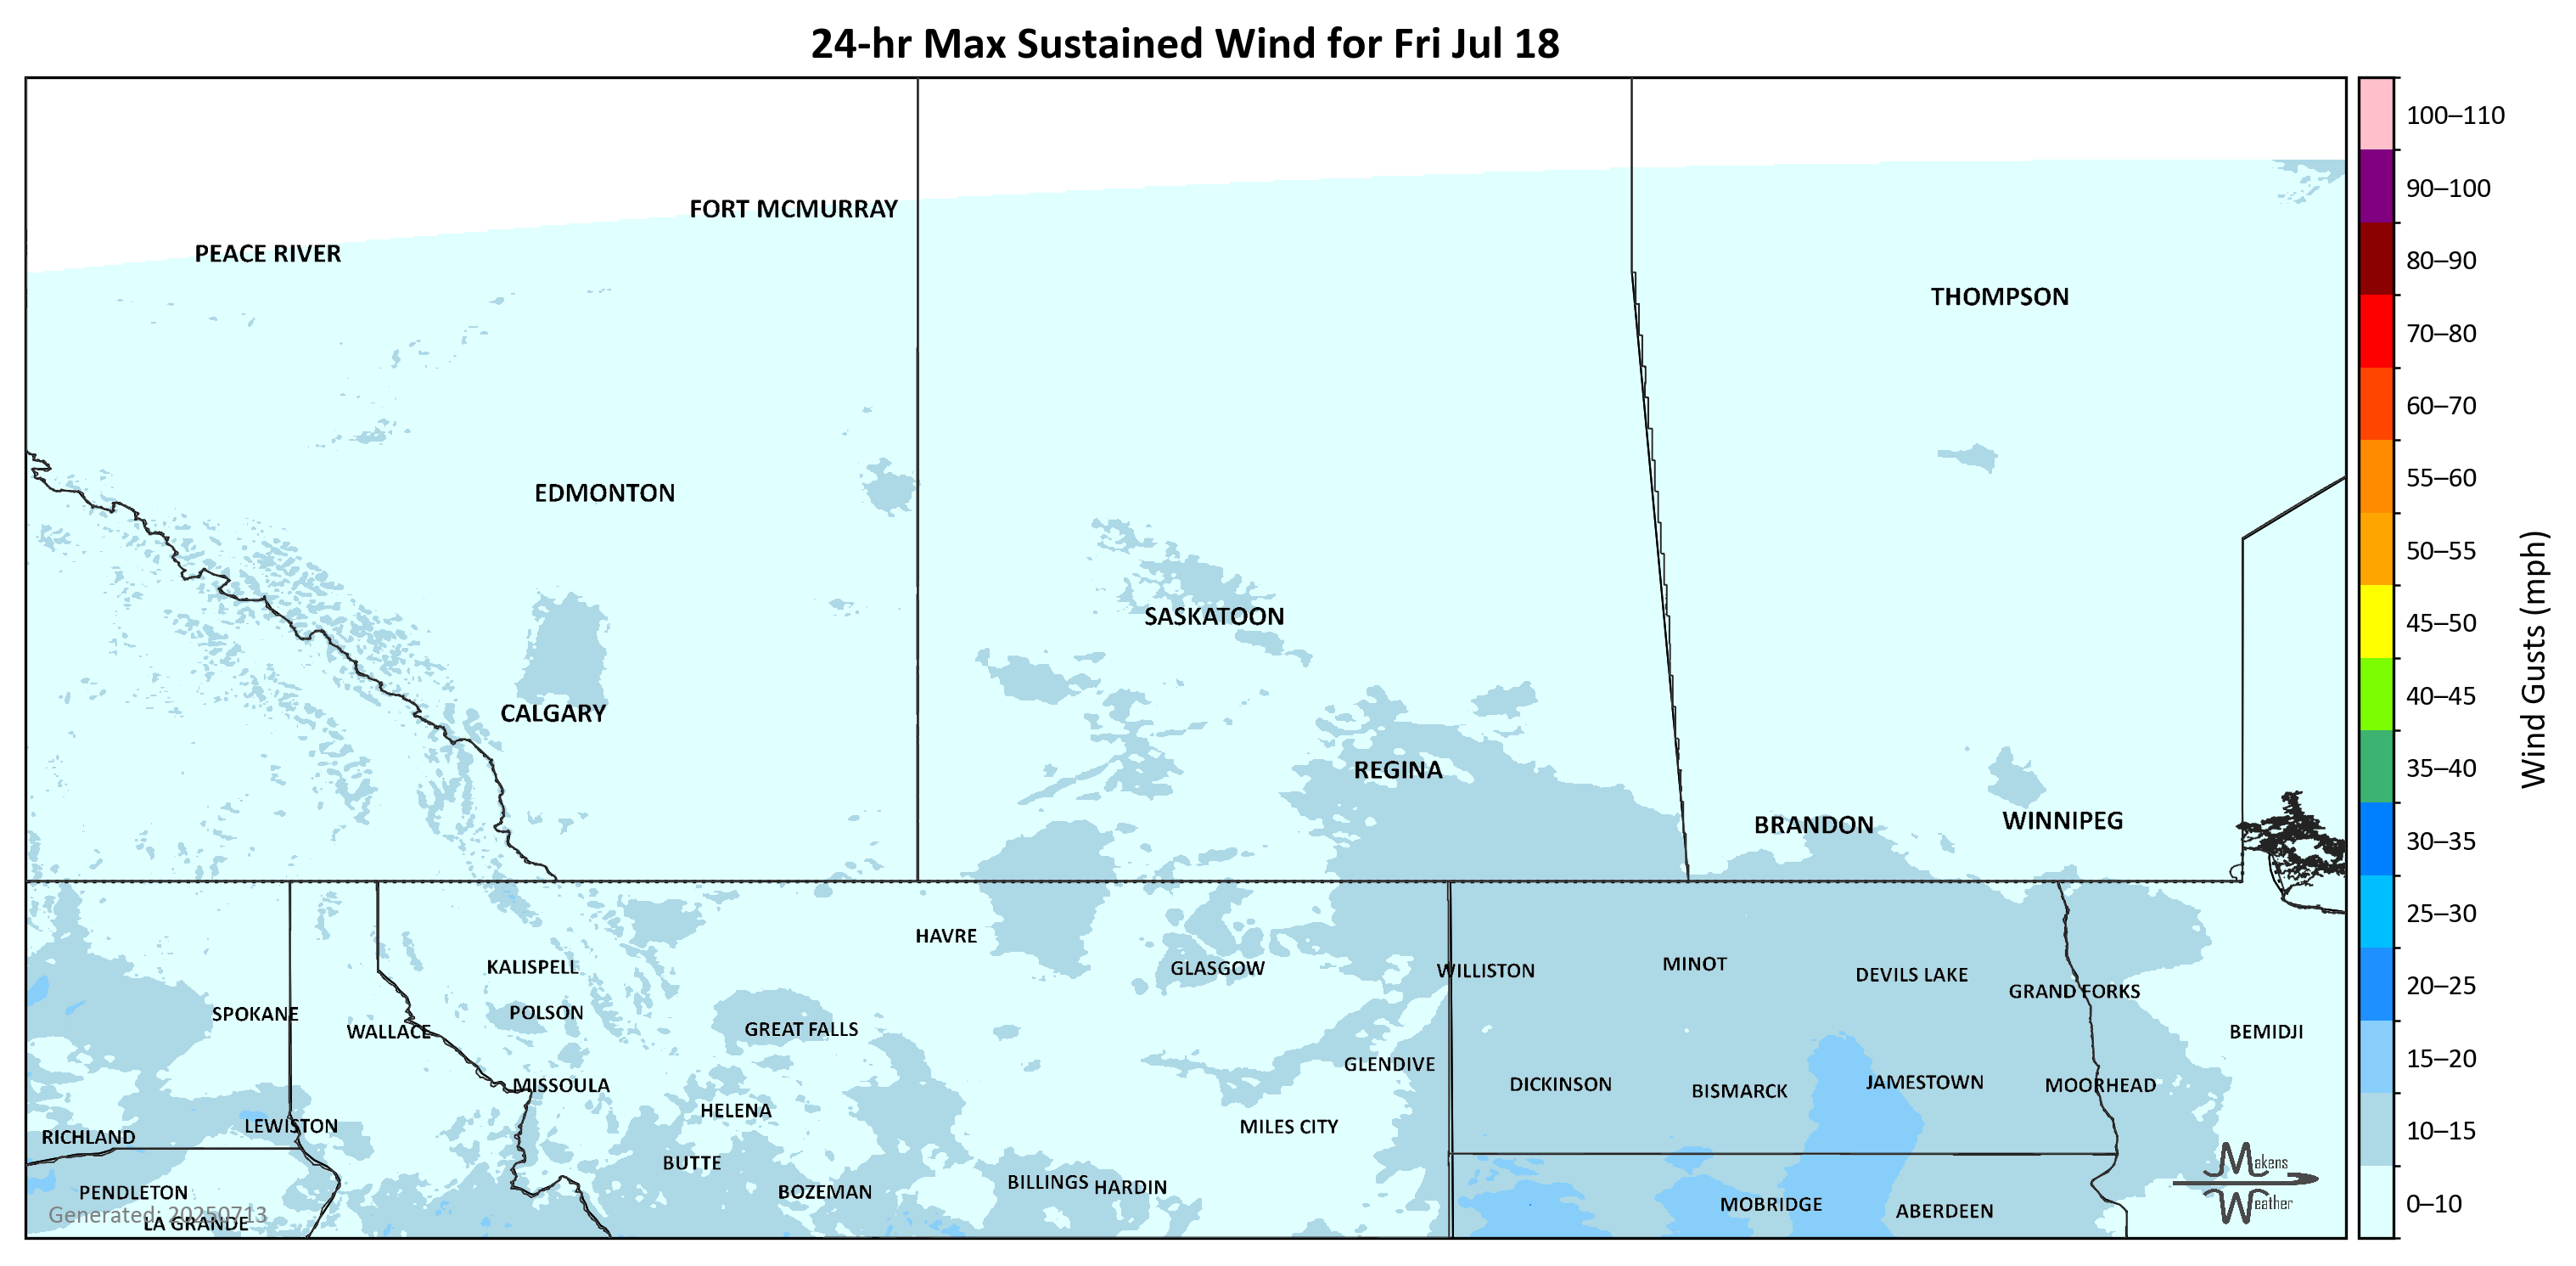 24-hr Max Sustained Wind for Fri Jul 18
100–110
90–100
80–90
70–80
60–70
55–60
50–55
45–50
40–45
35–40
30–35
25–30
20–25
15–20
10–15
0–10
Wind Gusts (mph)
FORT MCMURRAY
PEACE RIVER
THOMPSON
EDMONTON
SASKATOON
CALGARY
REGINA
BRANDON
WINNIPEG
HAVRE
KALISPELL
GLASGOW
WILLISTON
MINOT
DEVILS LAKE
GRAND FORKS
SPOKANE
POLSON
WALLACE
GREAT FALLS
BEMIDJI
GLENDIVE
MISSOULA
DICKINSON
BISMARCK
JAMESTOWN
MOORHEAD
HELENA
LEWISTON
MILES CITY
RICHLAND
BUTTE
PENDLETON
BOZEMAN
BILLINGS
HARDIN
MOBRIDGE
ABERDEEN
Generated: 20250713
LA GRANDE
Makens
Weather